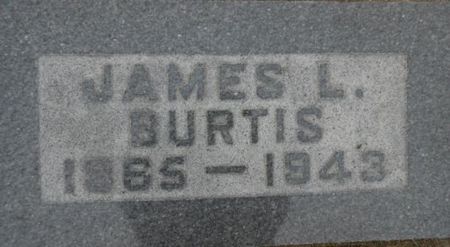 JAMES L.
BURTIS
1865 — 1943